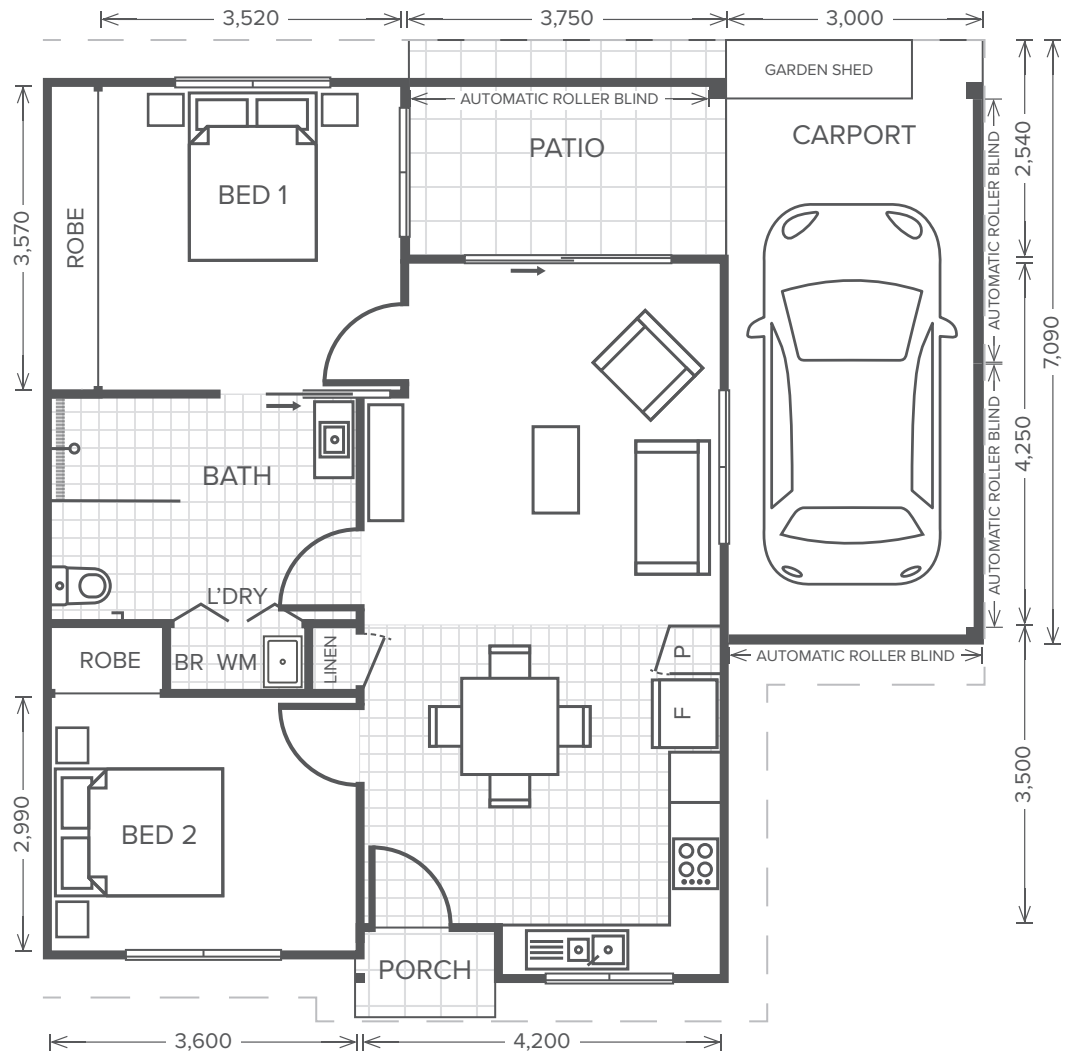 3,520
3,750
3,000
GARDEN SHED
AUTOMATIC ROLLER BLIND
CARPORT
PATIO
BED 1
ROBE
3,570
AUTOMATIC ROLLER BLIND
2,540
7,090
4,250
AUTOMATIC ROLLER BLIND
BATH
L'DRY
ROBE
BR WM
LINEN
P
AUTOMATIC ROLLER BLIND
F
3,500
2,990
BED 2
PORCH
3,600
4,200